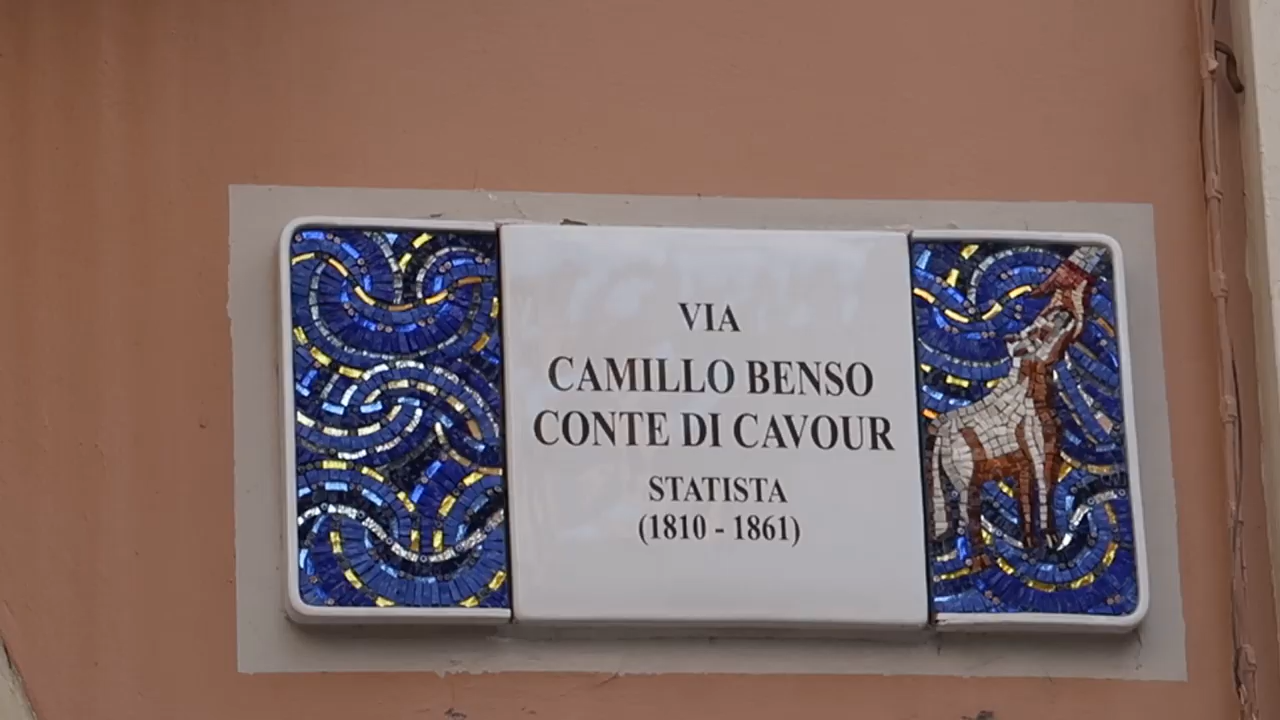 VIA
CAMILLO BENSO
CONTE DI CAVOUR
STATISTA
(1810 - 1861)